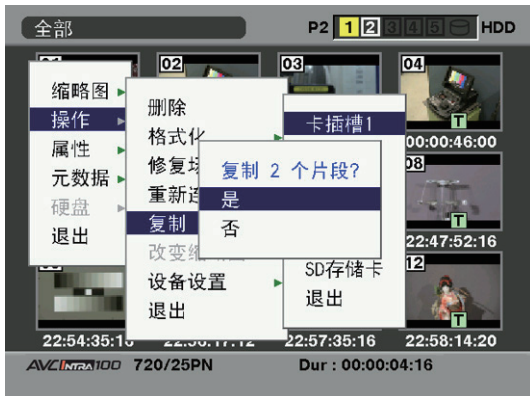 全部
P2 1 2 3 4 5 HDD
02
03
04
缩略图
操作
属性
元数据
硬盘
退出
删除
格式化
重新
复制
改变
设备设置
退出
卡插槽1
SD存储卡
退出
复制 2 个片段?
是
否
T
00:00:46:00
08
T
22:47:52:16
12
T
22:54:35:1
22:57:35:16
22:58:14:20
AVC INTRA 100 720/25PN Dur : 00:00:04:16